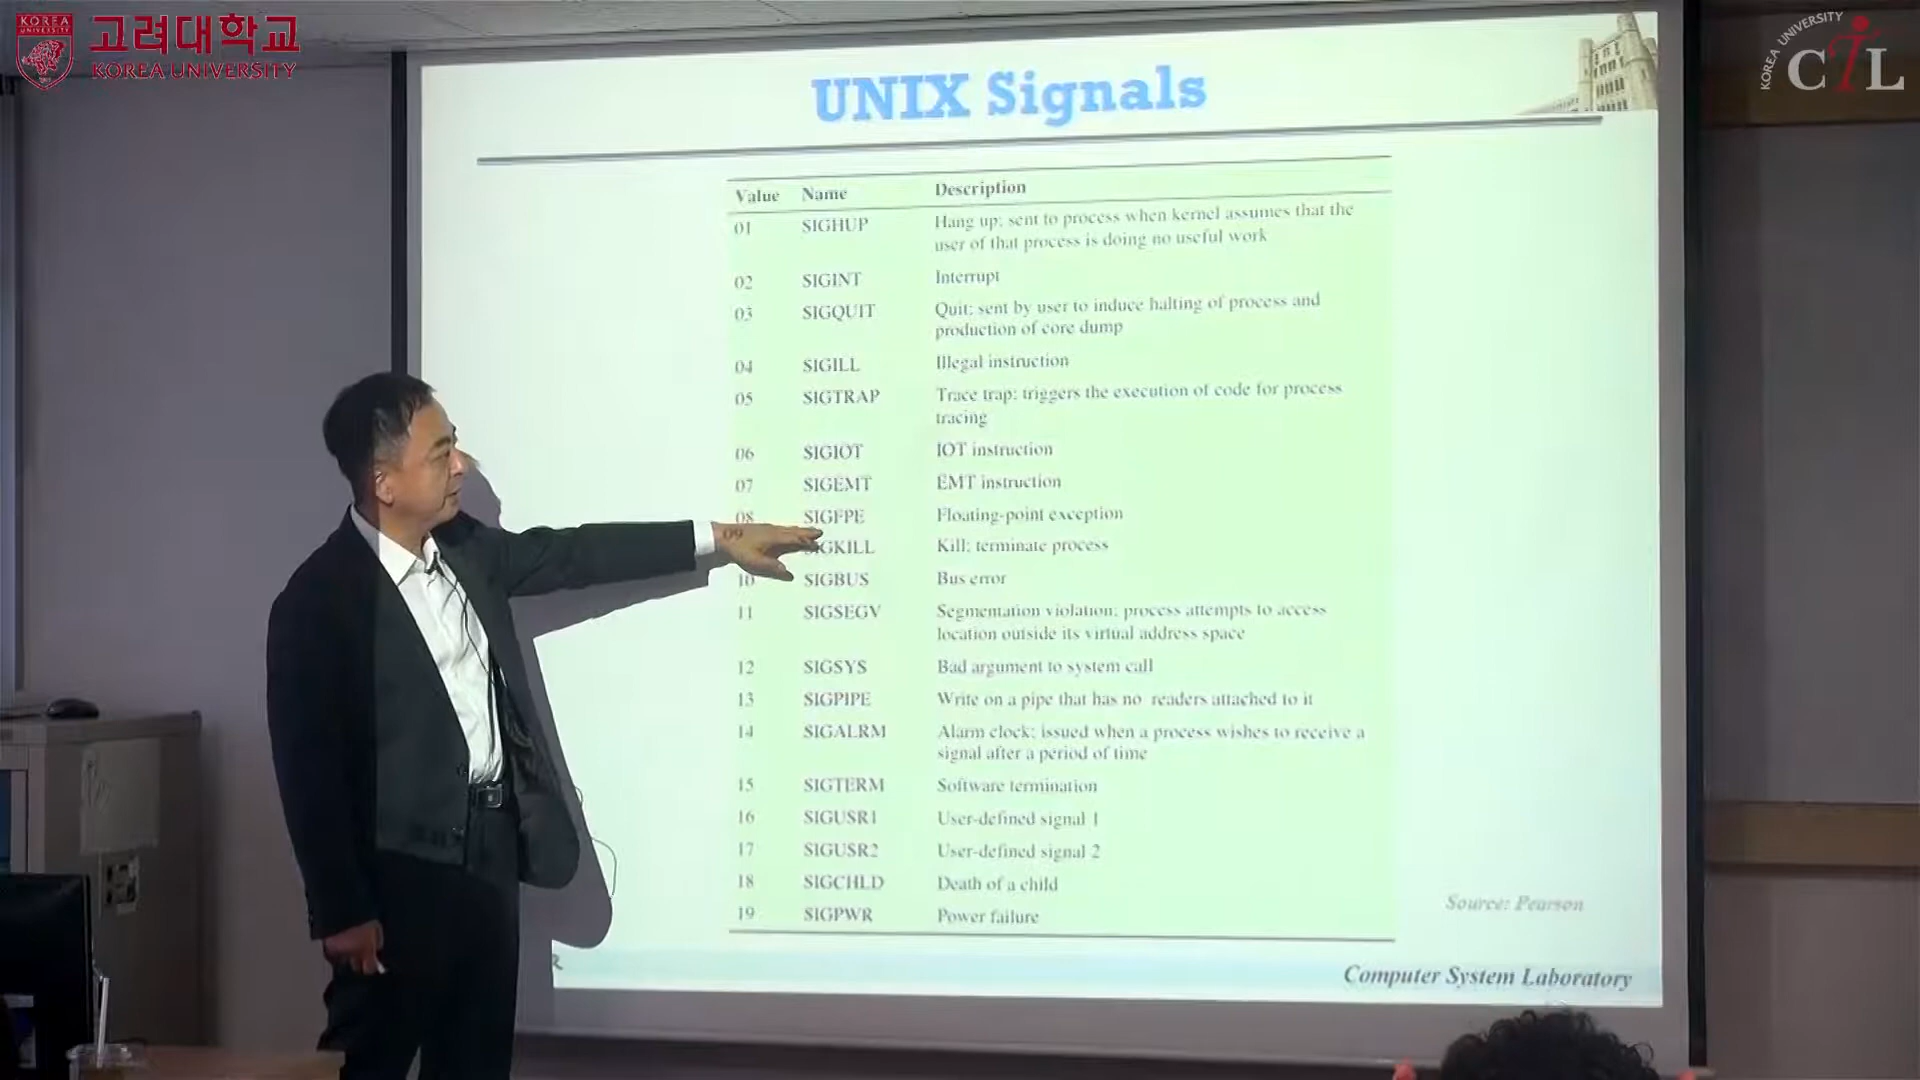 KOREA
UNIVERSITY
고려대학교
KOREA UNIVERSITY
KOREA UNIVERSITY
CTL
UNIX Signals
Value Name Description
01 SIGHUP Hang up; sent to process when kernel assumes that the
user of that process is doing no useful work
02 SIGINT Interrupt
03 SIGQUIT Quit; sent by user to induce halting of process and
production of core dump
04 SIGILL Illegal instruction
05 SIGTRAP Trace trap; triggers the execution of code for process
tracing
06 SIGIOT IOT instruction
07 SIGEMT EMT instruction
08 SIGFPE Floating-point exception
09 SIGKILL Kill; terminate process
10 SIGBUS Bus error
11 SIGSEGV Segmentation violation; process attempts to access
location outside its virtual address space
12 SIGSYS Bad argument to system call
13 SIGPIPE Write on a pipe that has no readers attached to it
14 SIGALRM Alarm clock; issued when a process wishes to receive a
signal after a period of time
15 SIGTERM Software termination
16 SIGUSR1 User-defined signal 1
17 SIGUSR2 User-defined signal 2
18 SIGCHLD Death of a child
19 SIGPWR Power failure
Source: Pearson
Computer System Laboratory